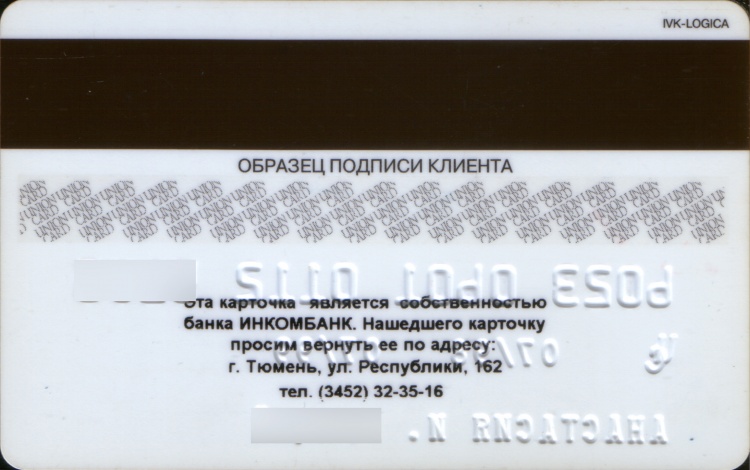 IVK-LOGICA
ОБРАЗЕЦ ПОДПИСИ КЛИЕНТА
UNION CARD
Эта карточка является собственностью
банка ИНКОМБАНК. Нашедшего карточку
просим вернуть ее по адресу:
г. Тюмень, ул. Республики, 162
тел. (3452) 32-35-16
АНАСТАСИЯ N.